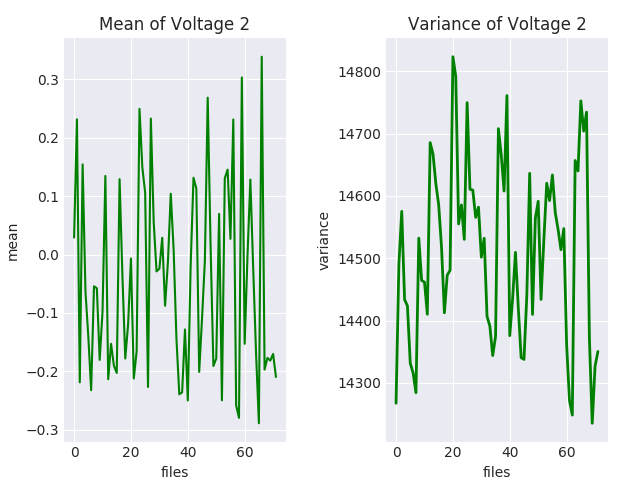 Mean of Voltage 2
0.3
0.2
0.1
0.0
−0.1
−0.2
−0.3
mean
0 20 40 60
files
Variance of Voltage 2
14800
14700
14600
14500
14400
14300
variance
0 20 40 60
files